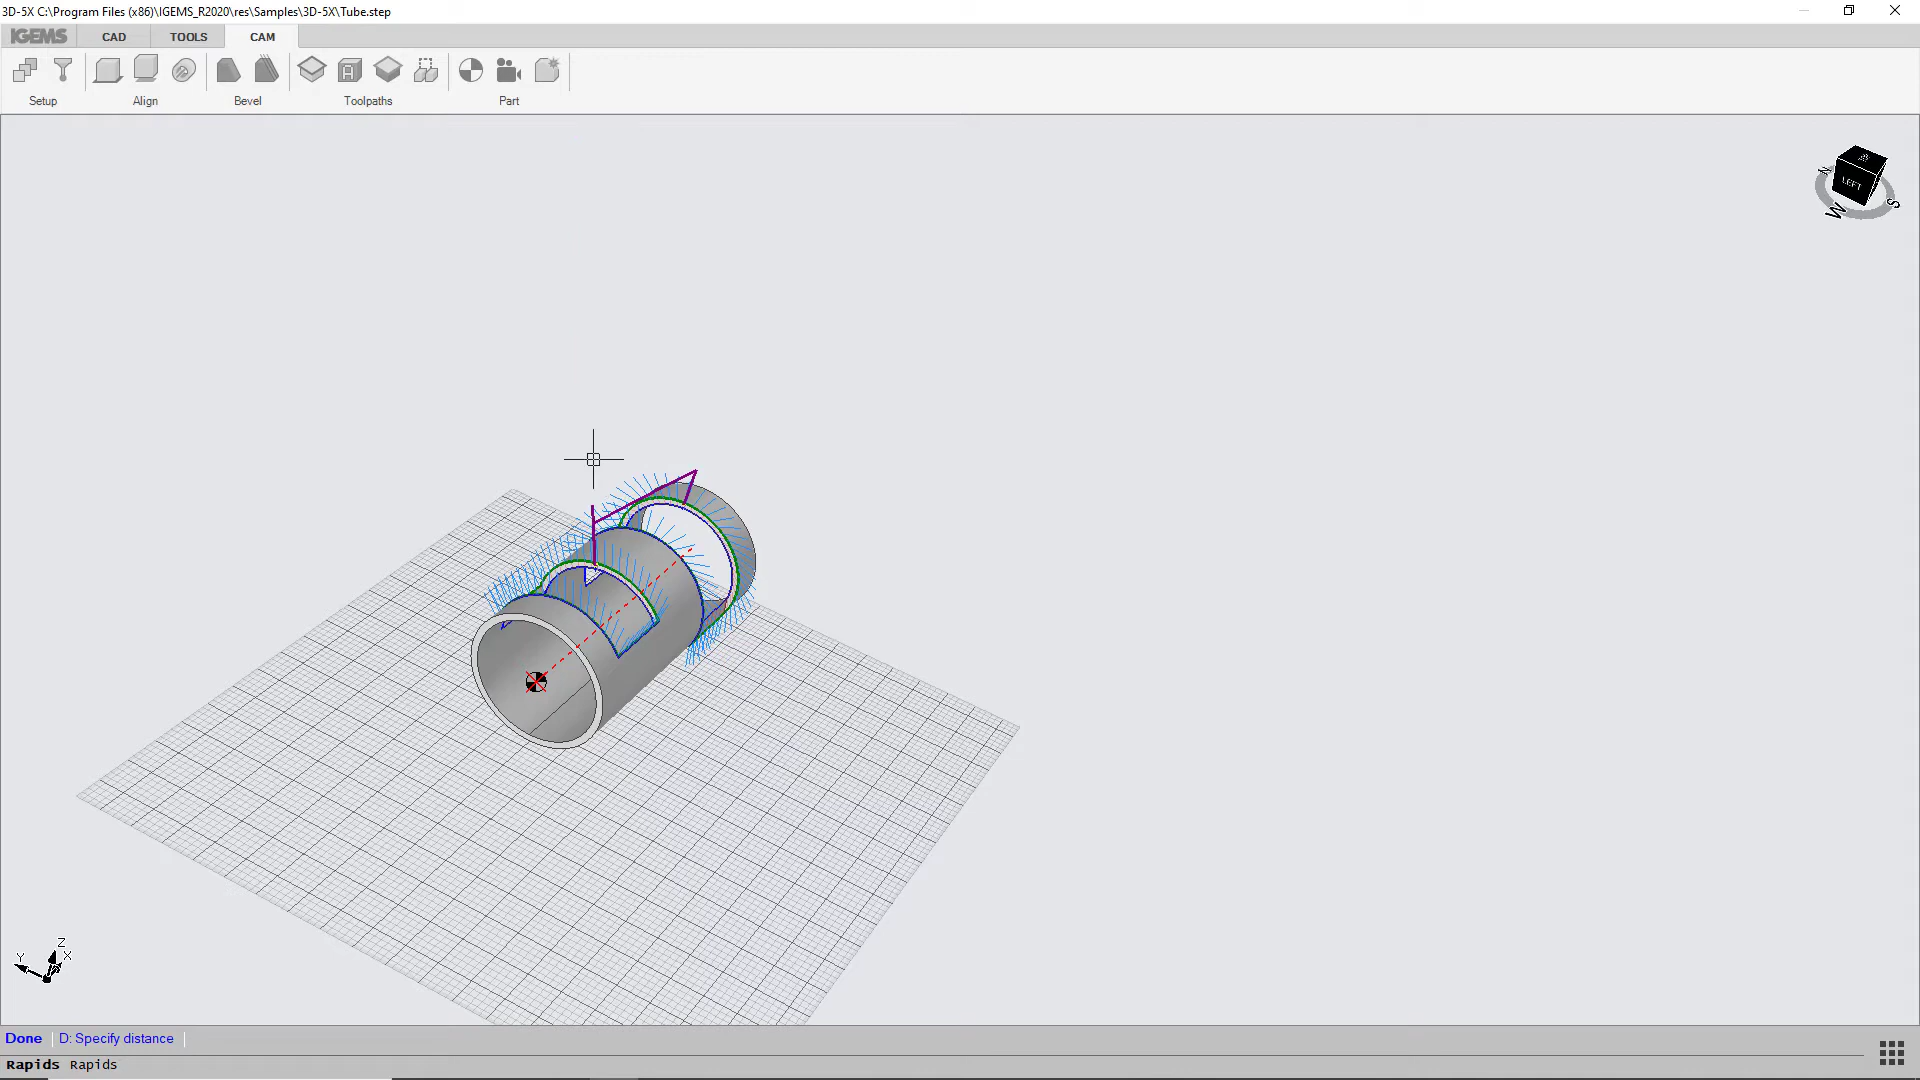 3D-5X C:\Program Files (x86)\IGEMS_R2020\res\Samples\3D-5X\Tube.step
IGEMS CAD TOOLS CAM
Setup Align Bevel Toolpaths Part
N LEFT W S
Z
Y X
Done D: Specify distance
Rapids Rapids